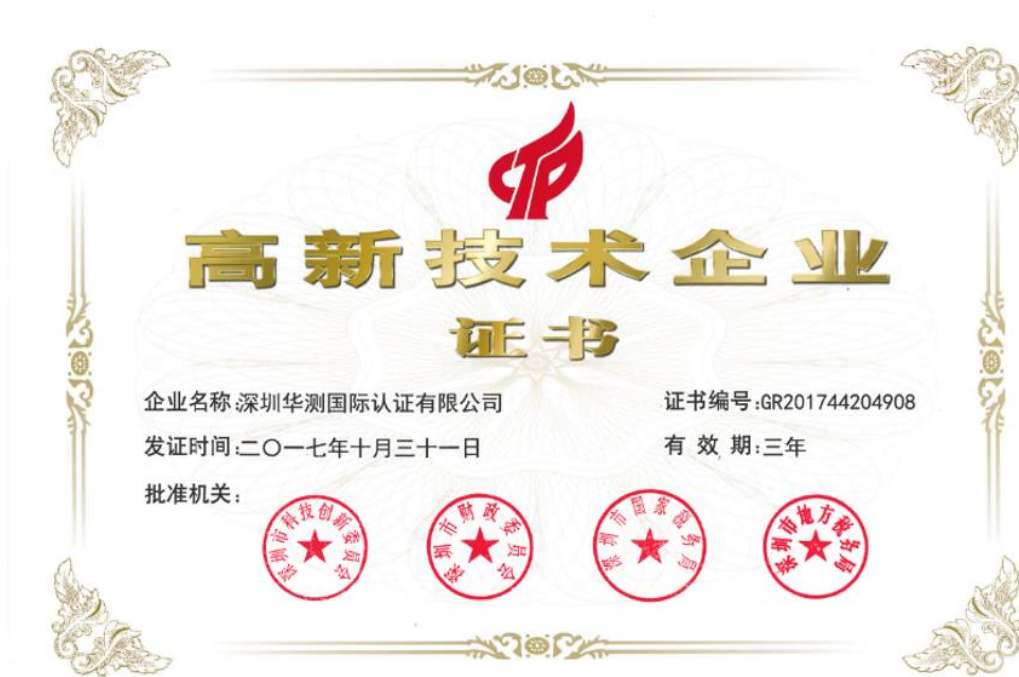 高新技术企业
证书
企业名称:深圳华测国际认证有限公司
证书编号:GR201744204908
发证时间:二〇一七年十月三十一日
有 效 期:三年
批准机关:
深圳市科技创新委员会
深圳市财政委员会
深圳市国家税务局
深圳市地方税务局